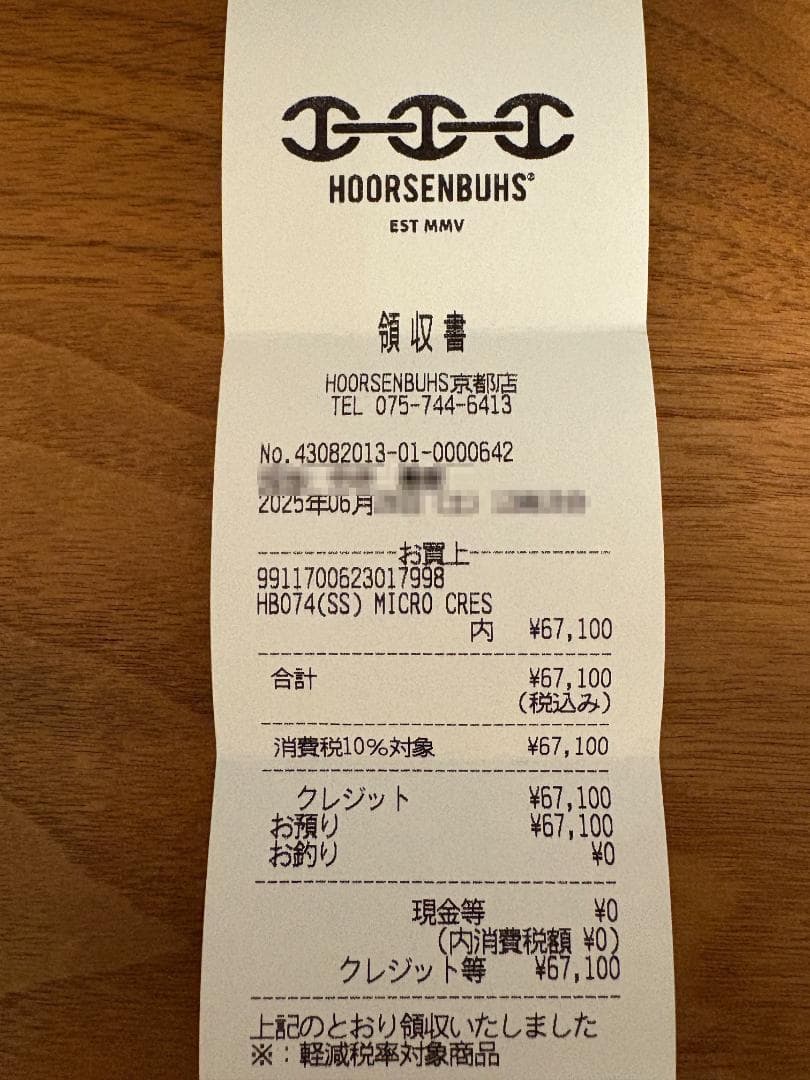 HOORSENBUHS®
EST MMV
領収書
HOORSENBUHS京都店
TEL 075-744-6413
No.43082013-01-0000642
2025年06月
お買上
9911700623017998
HB074(SS) MICRO CRES
内 ¥67,100
合計 ¥67,100
(税込み)
消費税10%対象 ¥67,100
クレジット ¥67,100
お預り ¥67,100
お釣り ¥0
現金等 ¥0
(内消費税額 ¥0)
クレジット等 ¥67,100
上記のとおり領収いたしました
※:軽減税率対象商品